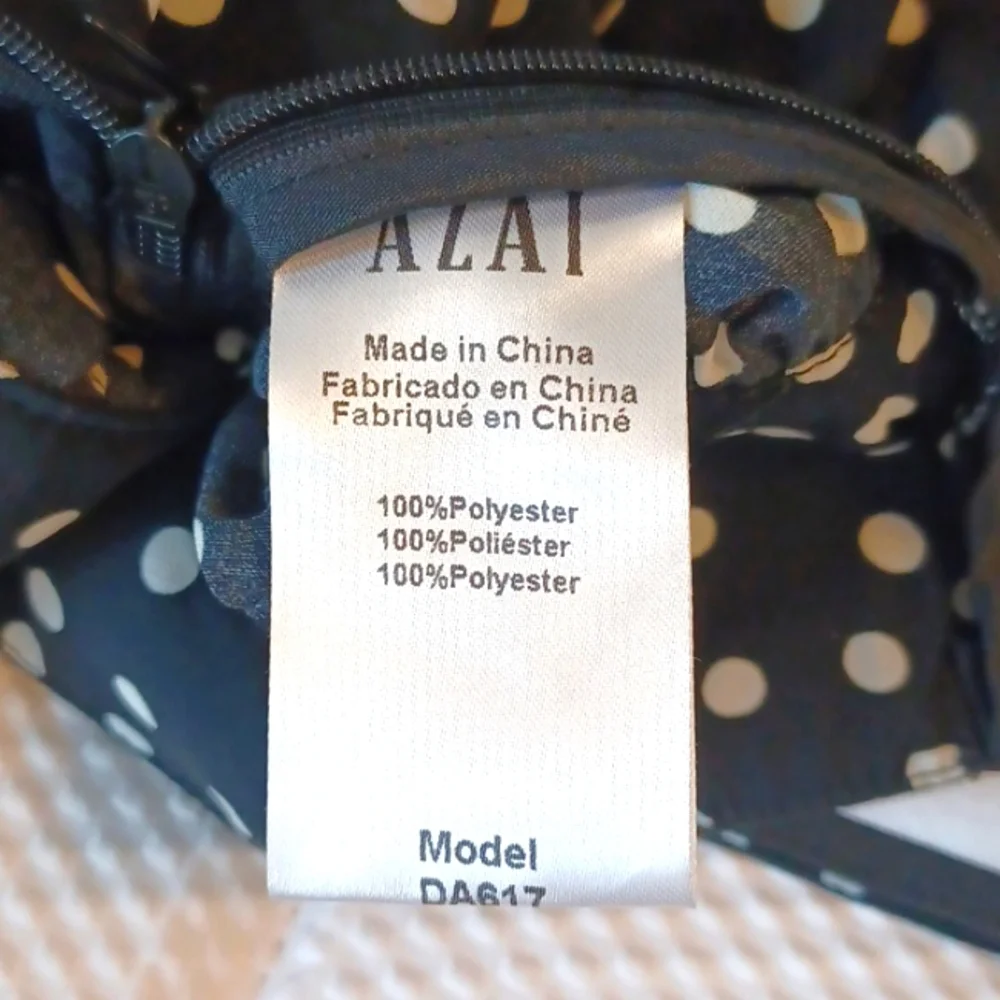 AZAI
Made in China
Fabricado en China
Fabriqué en Chiné
100%Polyester
100%Poliéster
100%Polyester
Model
DA617